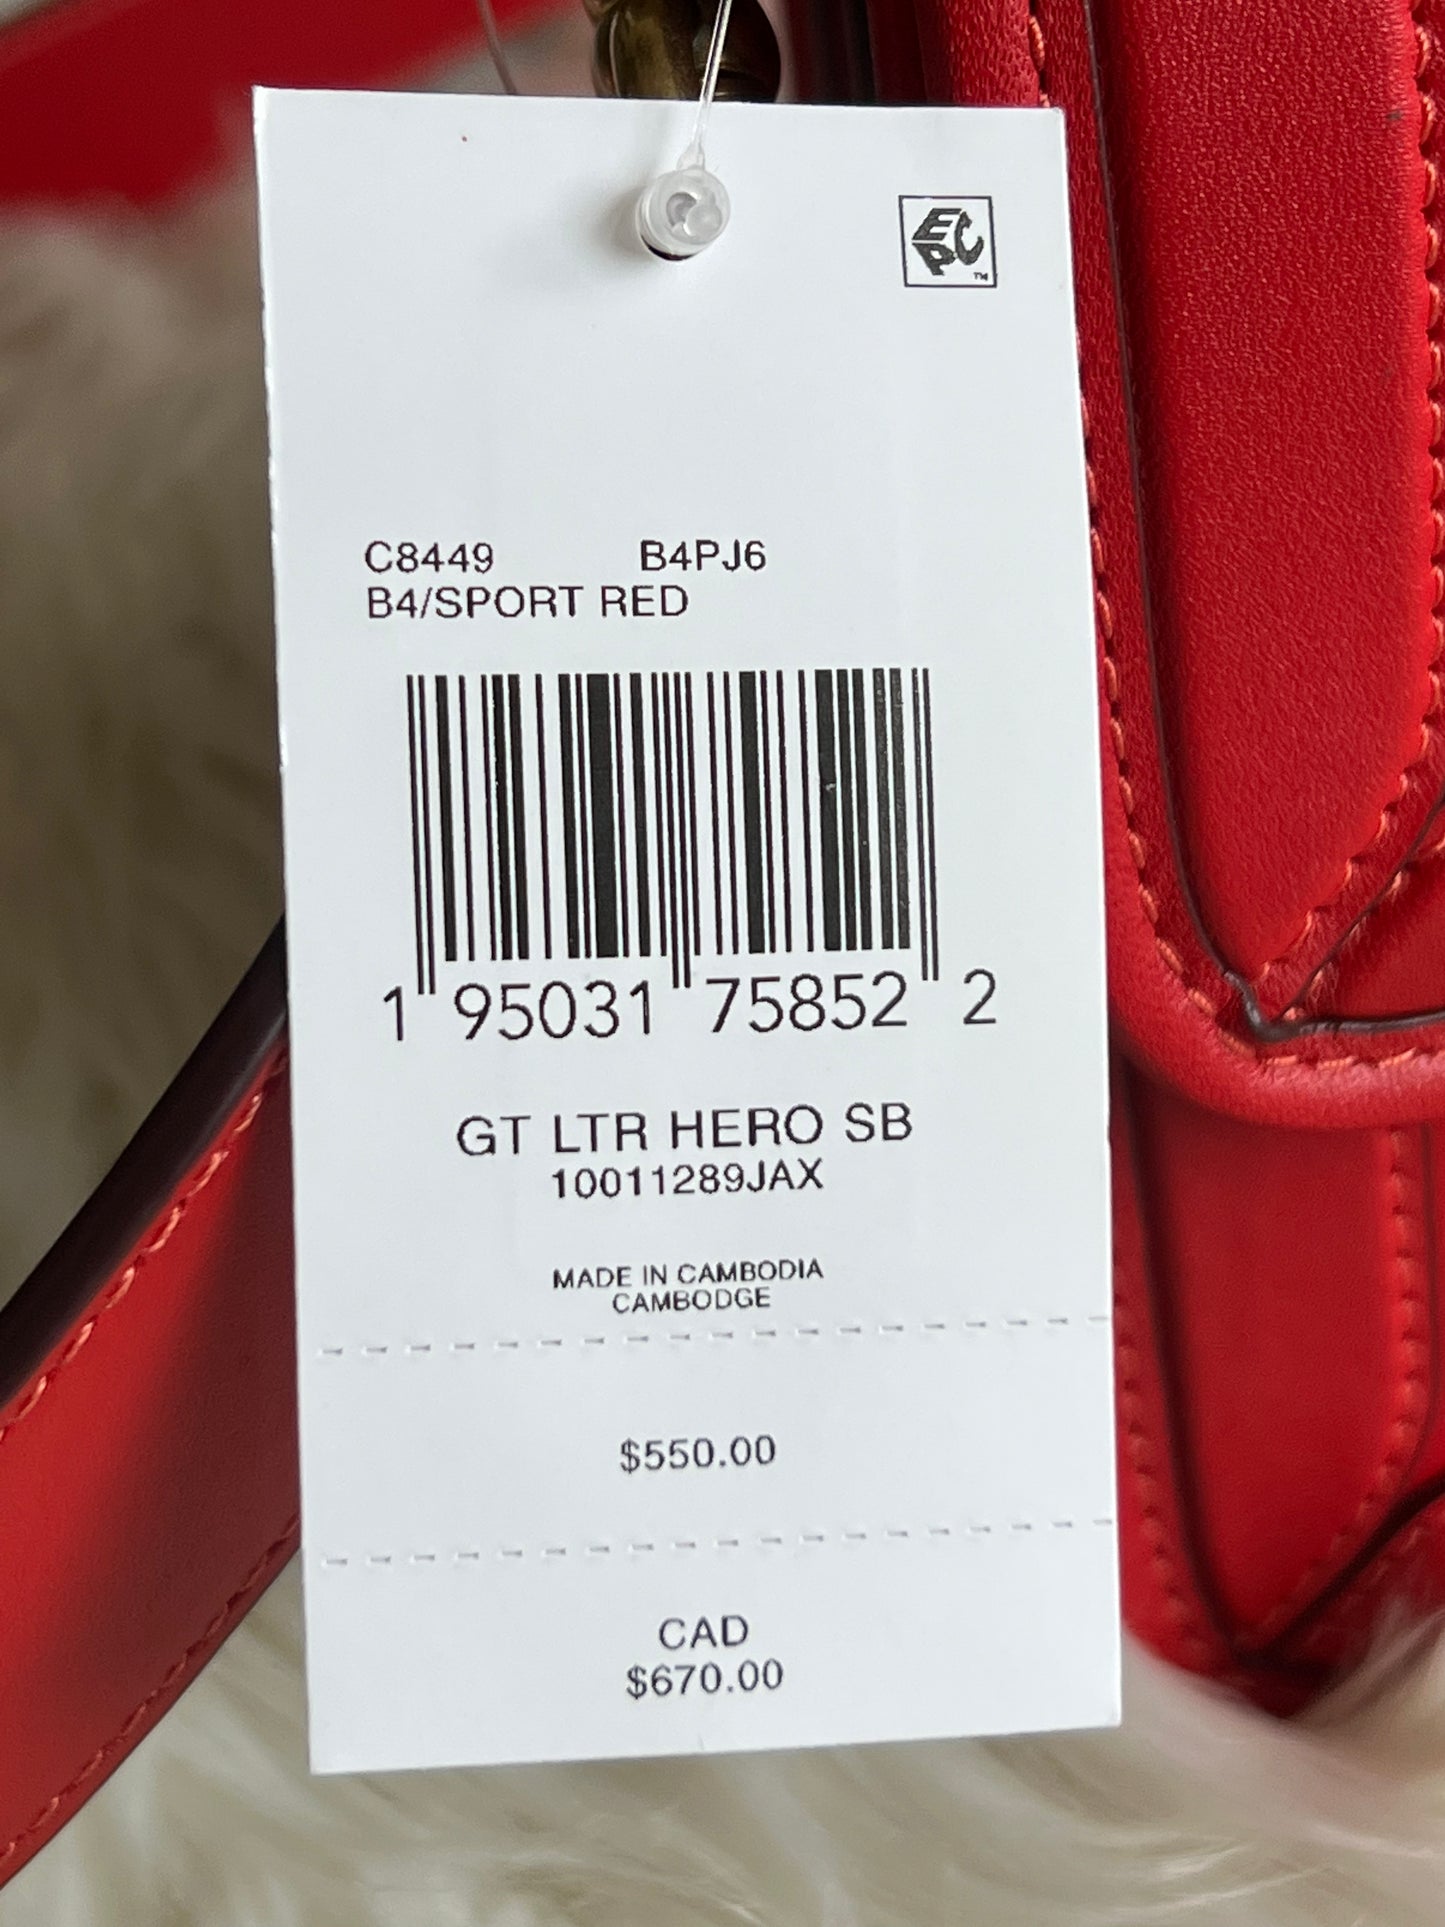 EPC™
C8449 B4PJ6
B4/SPORT RED
1 95031 75852 2
GT LTR HERO SB
10011289JAX
MADE IN CAMBODIA
CAMBODGE
$550.00
CAD
$670.00